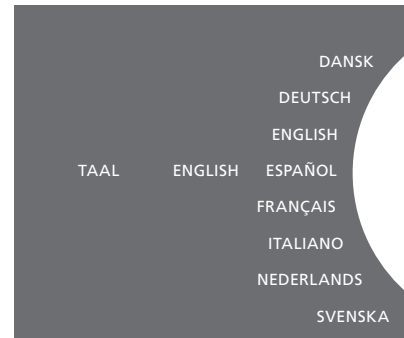 DANSK
DEUTSCH
ENGLISH
TAAL ENGLISH ESPAÑOL
FRANÇAIS
ITALIANO
NEDERLANDS
SVENSKA